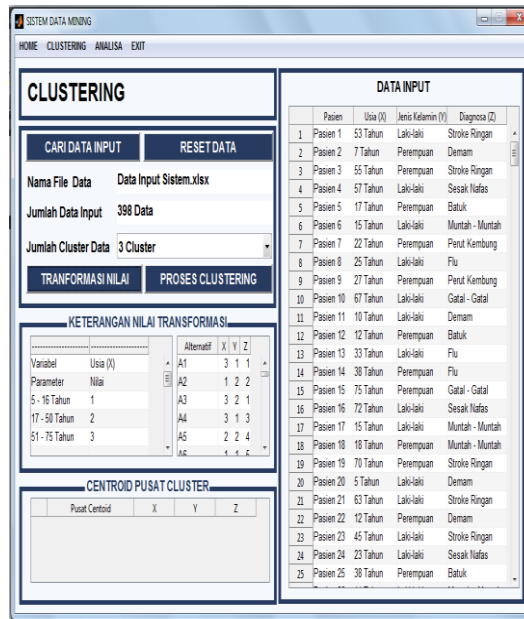 SISTEM DATA MINING
HOME CLUSTERING ANALISA EXIT
CLUSTERING
CARI DATA INPUT RESET DATA
Nama File Data Data Input Sistem.xlsx
Jumlah Data Input 398 Data
Jumlah Cluster Data 3 Cluster
TRANFORMASI NILAI PROSES CLUSTERING
KETERANGAN NILAI TRANSFORMASI
Variabel Usia (X)
Parameter Nilai
5 - 16 Tahun 1
17 - 50 Tahun 2
51 - 75 Tahun 3
Alternatif X Y Z
A1 3 1 1
A2 1 2 2
A3 3 2 1
A4 3 1 3
A5 2 2 4
A6 1 1 5
CENTROID PUSAT CLUSTER
Pusat Centoid X Y Z
DATA INPUT
Pasien Usia (X) Jenis Kelamin (Y) Diagnosa (Z)
1 Pasien 1 53 Tahun Laki-laki Stroke Ringan
2 Pasien 2 7 Tahun Perempuan Demam
3 Pasien 3 55 Tahun Perempuan Stroke Ringan
4 Pasien 4 57 Tahun Laki-laki Sesak Nafas
5 Pasien 5 17 Tahun Perempuan Batuk
6 Pasien 6 15 Tahun Laki-laki Muntah - Muntah
7 Pasien 7 22 Tahun Perempuan Perut Kembung
8 Pasien 8 25 Tahun Laki-laki Flu
9 Pasien 9 27 Tahun Perempuan Perut Kembung
10 Pasien 10 67 Tahun Laki-laki Gatal - Gatal
11 Pasien 11 10 Tahun Laki-laki Demam
12 Pasien 12 12 Tahun Perempuan Batuk
13 Pasien 13 33 Tahun Laki-laki Flu
14 Pasien 14 38 Tahun Perempuan Flu
15 Pasien 15 75 Tahun Perempuan Gatal - Gatal
16 Pasien 16 72 Tahun Laki-laki Sesak Nafas
17 Pasien 17 15 Tahun Laki-laki Muntah - Muntah
18 Pasien 18 18 Tahun Perempuan Muntah - Muntah
19 Pasien 19 70 Tahun Perempuan Stroke Ringan
20 Pasien 20 5 Tahun Laki-laki Demam
21 Pasien 21 63 Tahun Laki-laki Stroke Ringan
22 Pasien 22 12 Tahun Perempuan Demam
23 Pasien 23 45 Tahun Laki-laki Stroke Ringan
24 Pasien 24 23 Tahun Laki-laki Sesak Nafas
25 Pasien 25 38 Tahun Perempuan Batuk